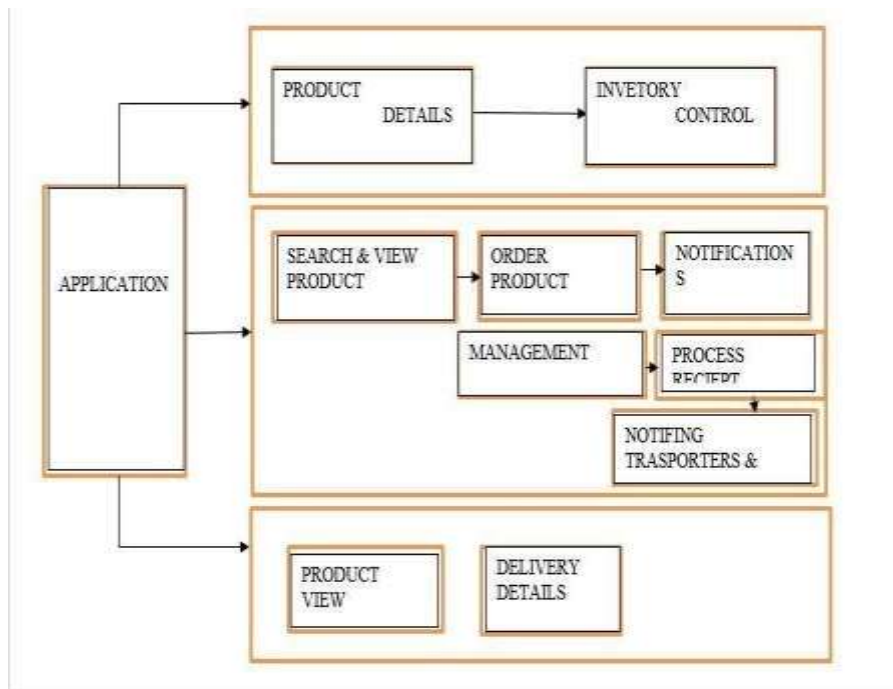 PRODUCT
DETAILS
INVETORY
CONTROL
APPLICATION
SEARCH & VIEW
PRODUCT
ORDER
PRODUCT
NOTIFICATION
S
MANAGEMENT
PROCESS
RECIEPT
NOTIFING
TRASPORTERS &
PRODUCT
VIEW
DELIVERY
DETAILS